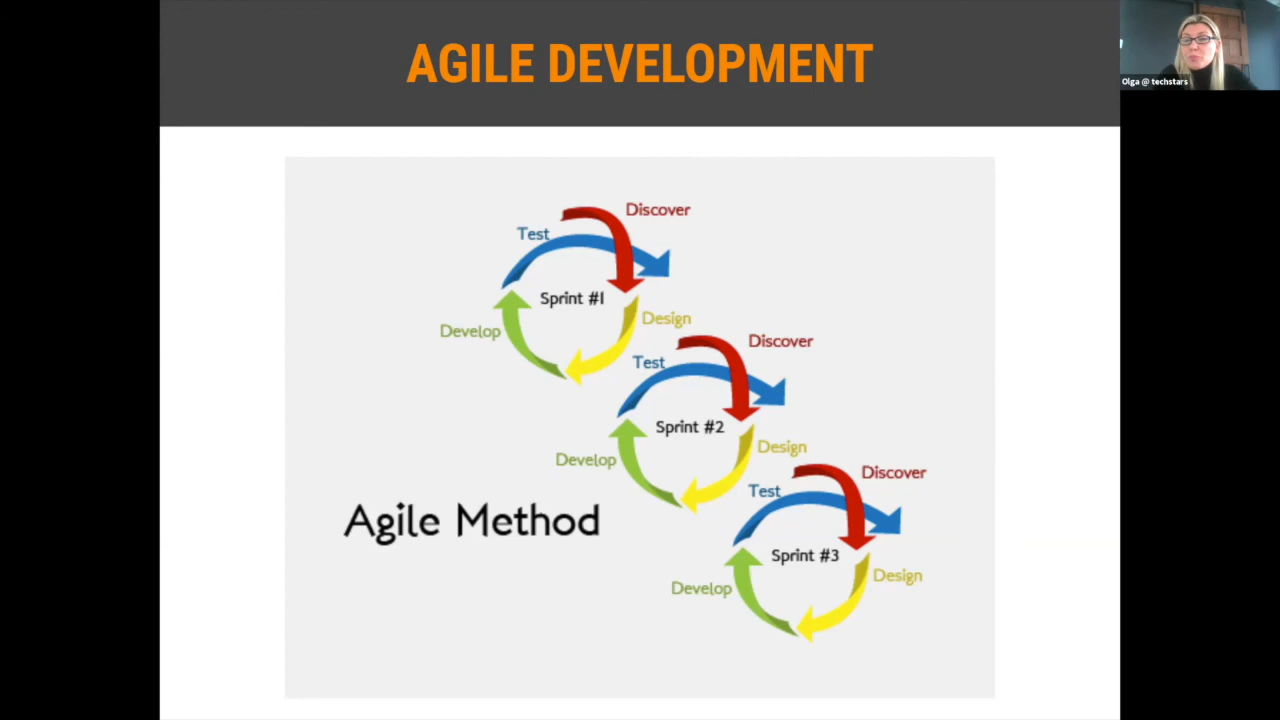 AGILE DEVELOPMENT
Olga @ techstars
Discover
Test
Sprint #1
Design
Develop
Discover
Test
Sprint #2
Design
Develop
Discover
Test
Sprint #3
Design
Develop
Agile Method